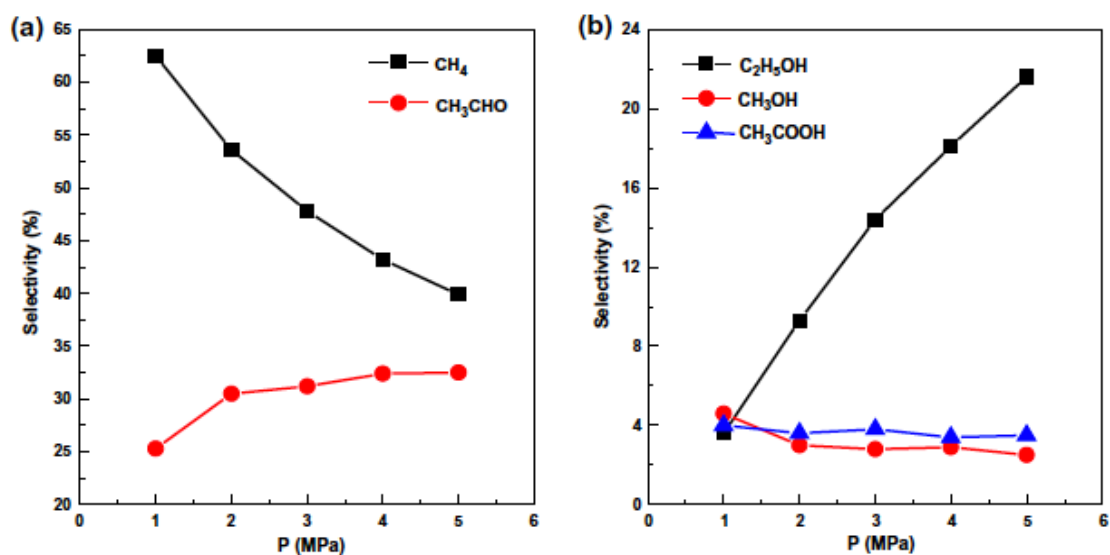 (a)
65
60
55
50
45
40
35
30
25
20
Selectivity (%)
CH₄
CH₃CHO
0 1 2 3 4 5 6
P (MPa)
(b)
24
20
16
12
8
4
0
Selectivity (%)
C₂H₅OH
CH₃OH
CH₃COOH
0 1 2 3 4 5 6
P (MPa)